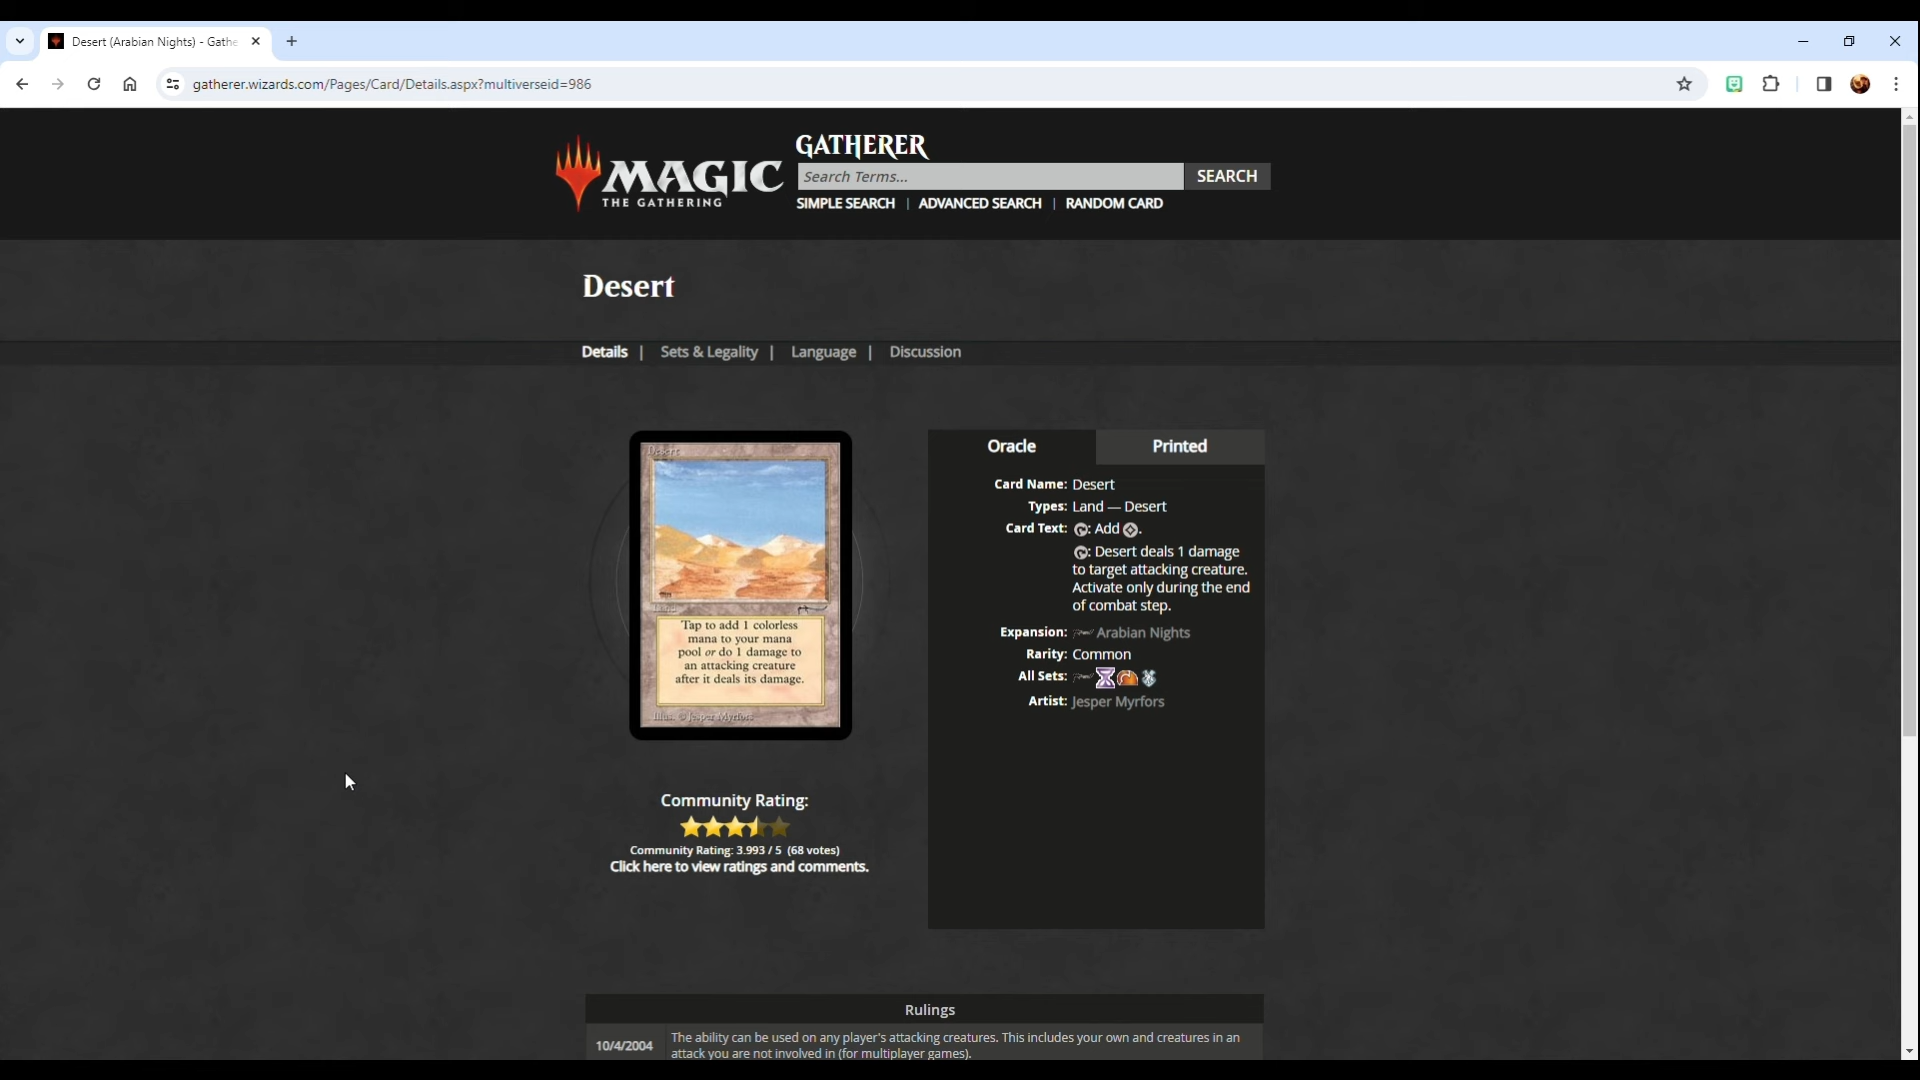 Desert (Arabian Nights) - Gathe
gatherer.wizards.com/Pages/Card/Details.aspx?multiverseid=986
MAGIC
THE GATHERING
GATHERER
Search Terms...
SEARCH
SIMPLE SEARCH | ADVANCED SEARCH | RANDOM CARD
Desert
Details | Sets & Legality | Language | Discussion
Desert
Land
Tap to add 1 colorless
mana to your mana
pool or do 1 damage to
an attacking creature
after it deals its damage.
Illus. © Jesper Myrfors
Community Rating:
Community Rating: 3.993 / 5 (68 votes)
Click here to view ratings and comments.
Oracle
Printed
Card Name: Desert
Types: Land — Desert
Card Text: : Add .
: Desert deals 1 damage
to target attacking creature.
Activate only during the end
of combat step.
Expansion: Arabian Nights
Rarity: Common
All Sets:
Artist: Jesper Myrfors
Rulings
10/4/2004
The ability can be used on any player's attacking creatures. This includes your own and creatures in an
attack you are not involved in (for multiplayer games).